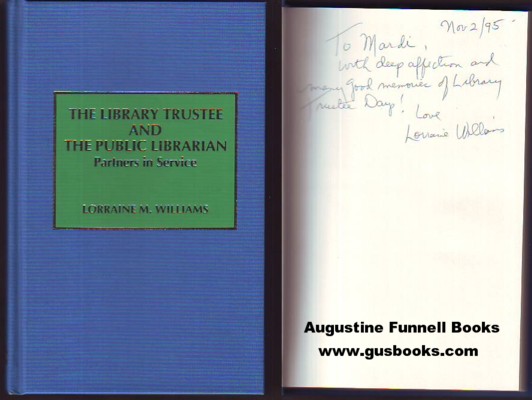 THE LIBRARY TRUSTEE
AND
THE PUBLIC LIBRARIAN
Partners in Service
LORRAINE M. WILLIAMS
Nov 2/95
To Mardi,
with deep affection and
many good memories of Library
Trustee Days!
Love
Lorraine Williams
Augustine Funnell Books
www.gusbooks.com